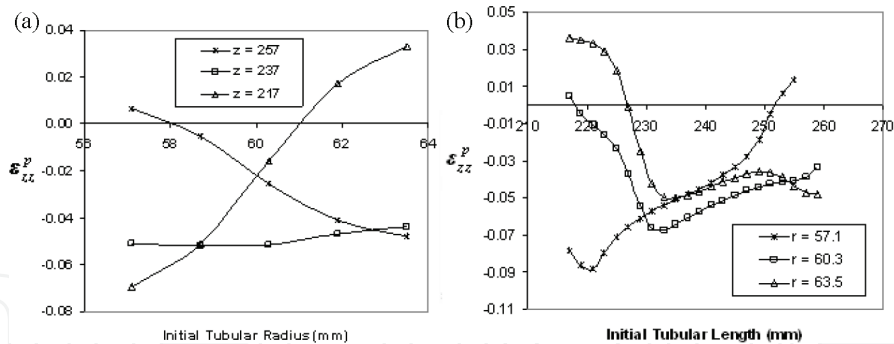 (a)
0.04
0.02
0.00
-0.02
-0.04
-0.06
-0.08
56
58
60
62
64
z = 257
z = 237
z = 217
ε^p_zz
Initial Tubular Radius (mm)
(b)
0.05
0.03
0.01
-0.01
-0.03
-0.05
-0.07
-0.09
-0.11
210
220
230
240
250
260
270
r = 57.1
r = 60.3
r = 63.5
ε^p_zz
Initial Tubular Length (mm)